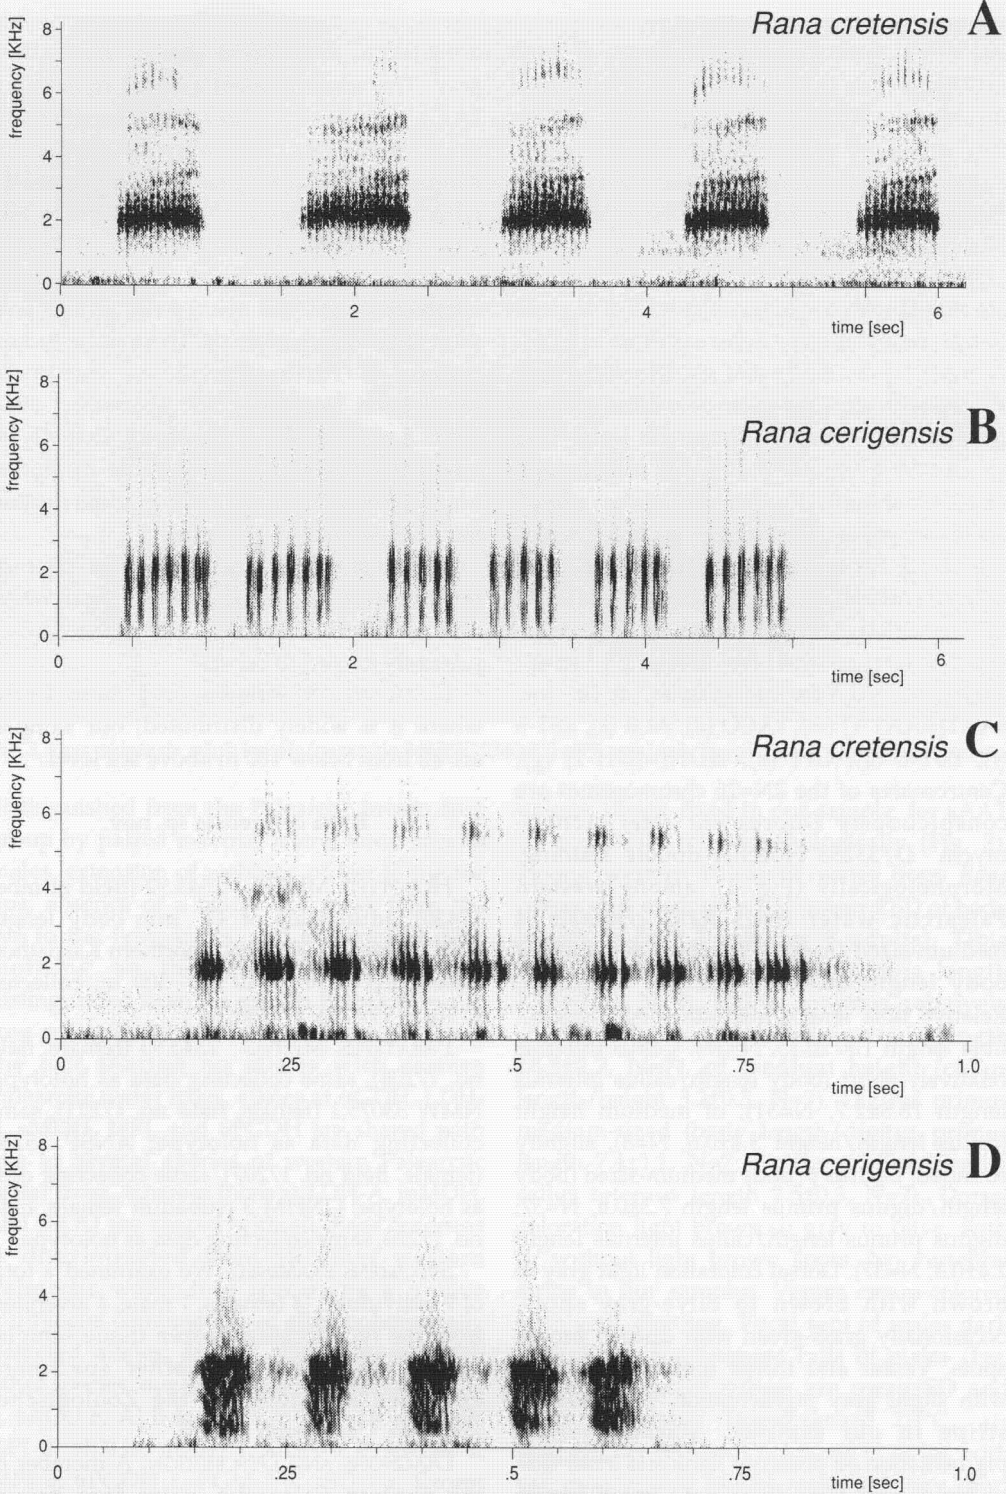 Rana cretensis A
frequency [KHz]
8
6
4
2
0
0 2 4 6
time [sec]
Rana cerigensis B
frequency [KHz]
8
6
4
2
0
0 2 4 6
time [sec]
Rana cretensis C
frequency [KHz]
8
6
4
2
0
0 .25 .5 .75 1.0
time [sec]
Rana cerigensis D
frequency [KHz]
8
6
4
2
0
0 .25 .5 .75 1.0
time [sec]